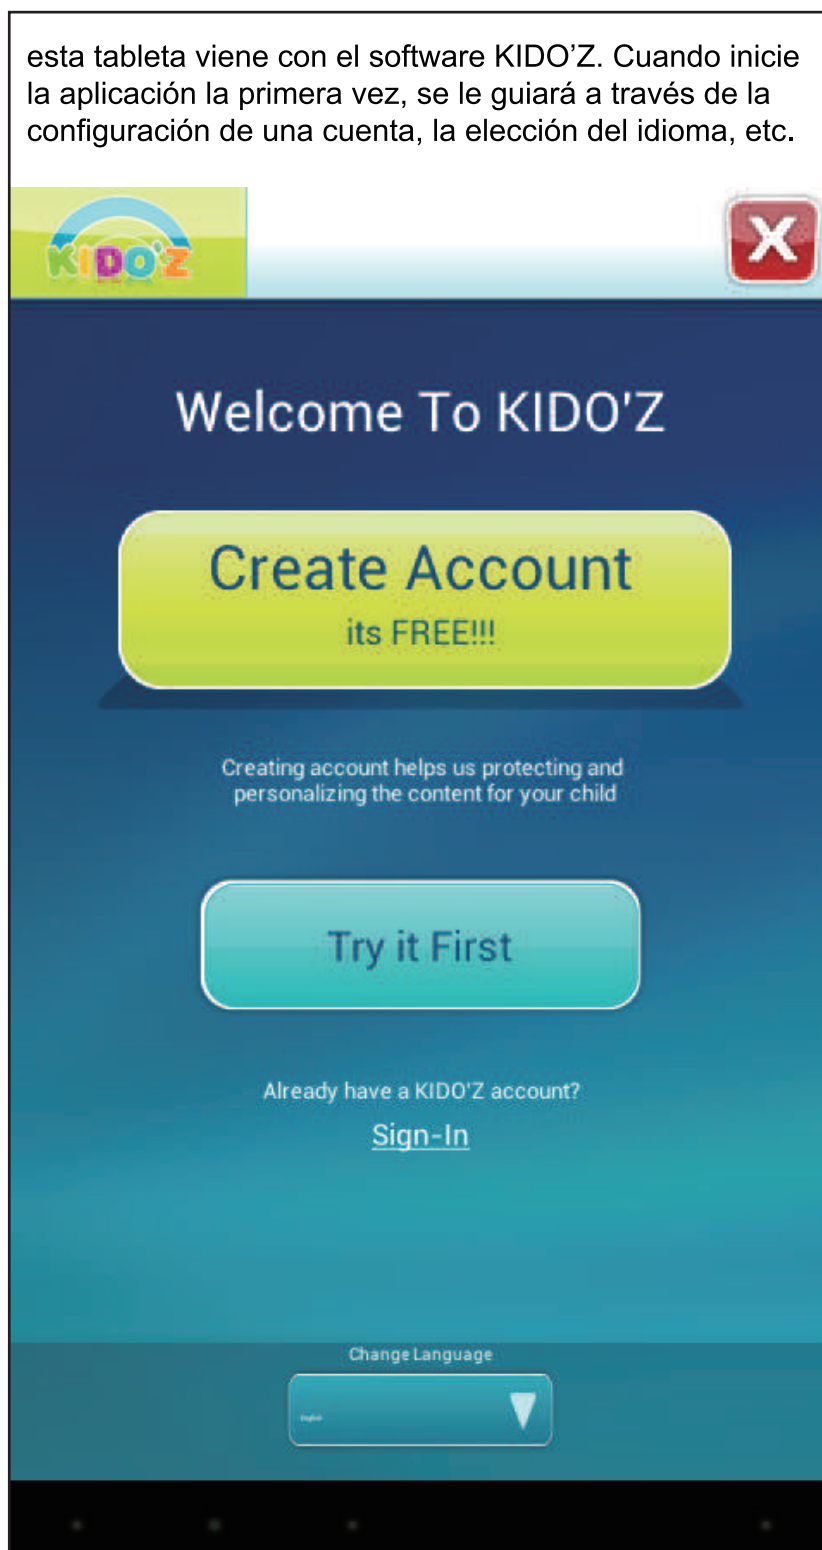 esta tableta viene con el software KIDO’Z. Cuando inicie
la aplicación la primera vez, se le guiará a través de la
configuración de una cuenta, la elección del idioma, etc.
KIDO'Z
X
Welcome To KIDO'Z
Create Account
its FREE!!!
Creating account helps us protecting and
personalizing the content for your child
Try it First
Already have a KIDO'Z account?
Sign-In
Change Language
English